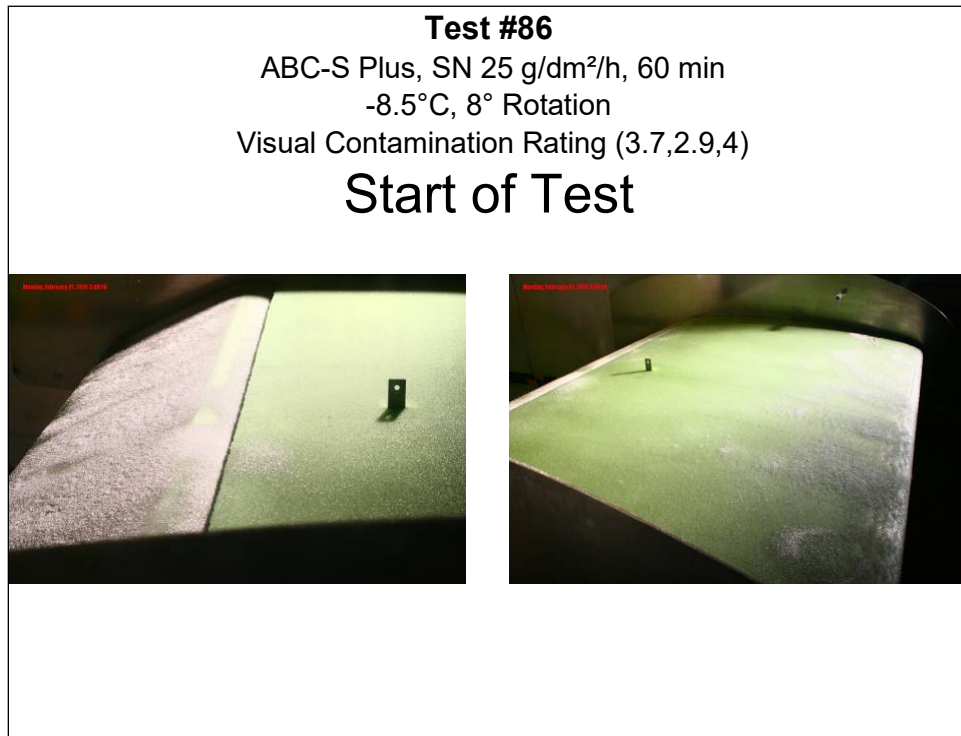 Test #86
ABC-S Plus, SN 25 g/dm²/h, 60 min
-8.5°C, 8° Rotation
Visual Contamination Rating (3.7,2.9,4)
Start of Test